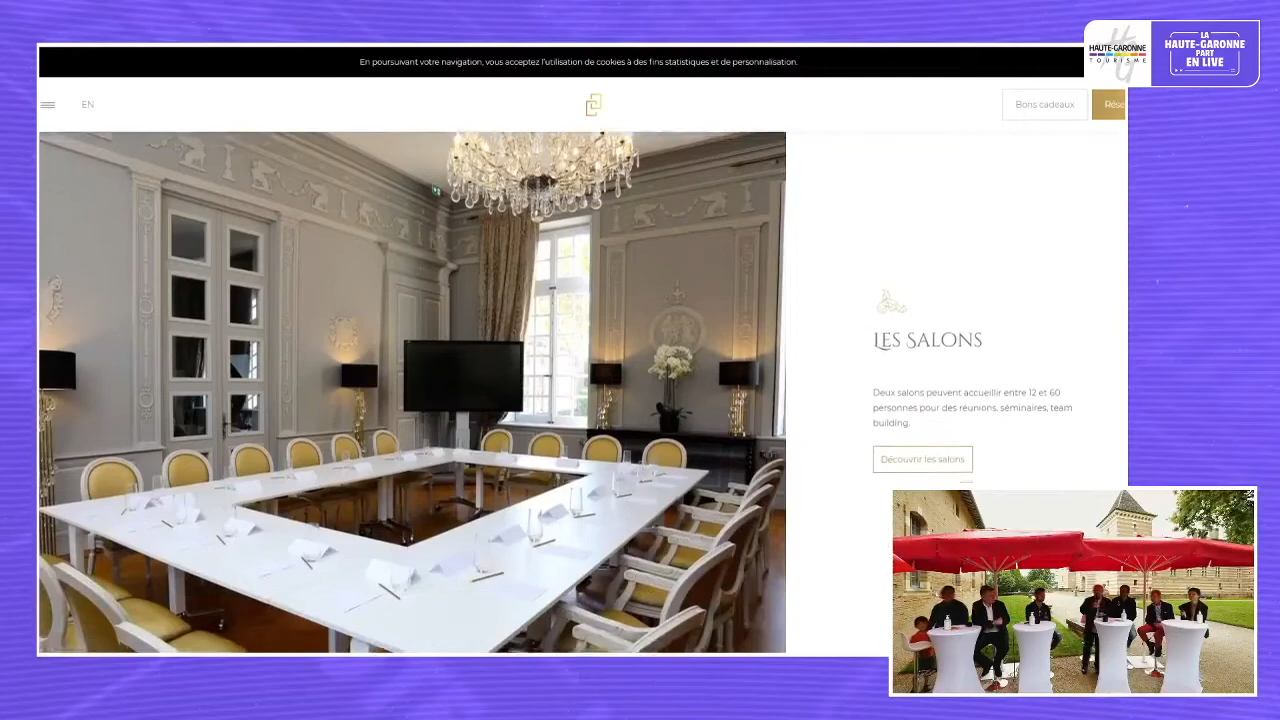 En poursuivant votre navigation, vous acceptez l'utilisation de cookies à des fins statistiques et de personnalisation.
HAUTE-GARONNE
TOURISME
LA
HAUTE-GARONNE
PART
EN LIVE
EN
Bons cadeaux
Rése
Les Salons
Deux salons peuvent accueillir entre 12 et 60
personnes pour des réunions, séminaires, team
building.
Découvrir les salons